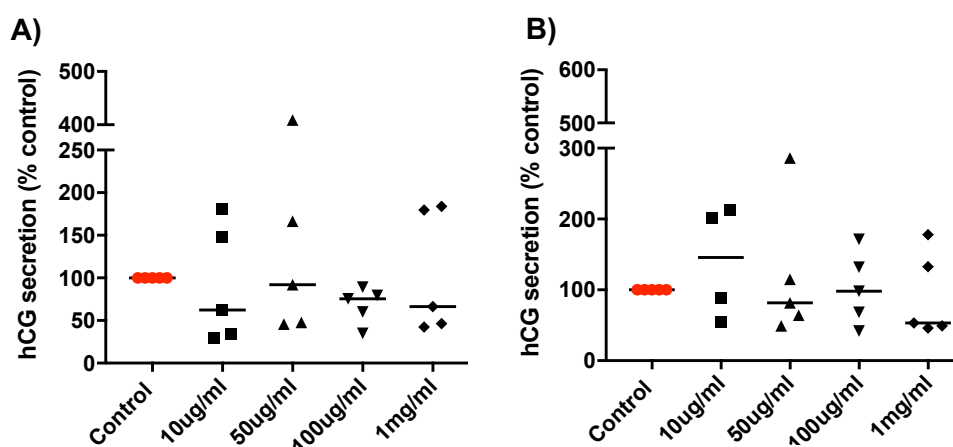 A)
hCG secretion (% control)
500
400
250
200
150
100
50
0
Control
10ug/ml
50ug/ml
100ug/ml
1mg/ml
B)
hCG secretion (% control)
600
500
300
200
100
0
Control
10ug/ml
50ug/ml
100ug/ml
1mg/ml